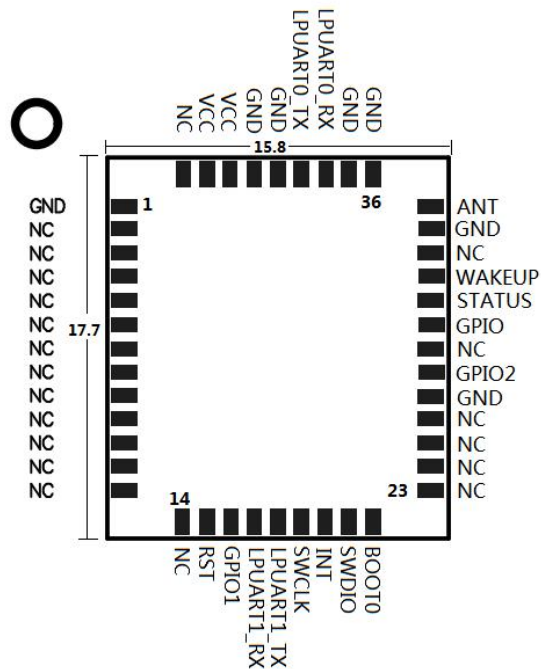 NC
VCC
VCC
GND
GND
LPUART0_TX
LPUART0_RX
GND
GND
15.8
17.7
1
36
14
23
GND
NC
NC
NC
NC
NC
NC
NC
NC
NC
NC
NC
NC
ANT
GND
NC
WAKEUP
STATUS
GPIO
NC
GPIO2
GND
NC
NC
NC
NC
NC
RST
GPIO1
LPUART1_RX
LPUART1_TX
SWCLK
INT
SWDIO
BOOT0